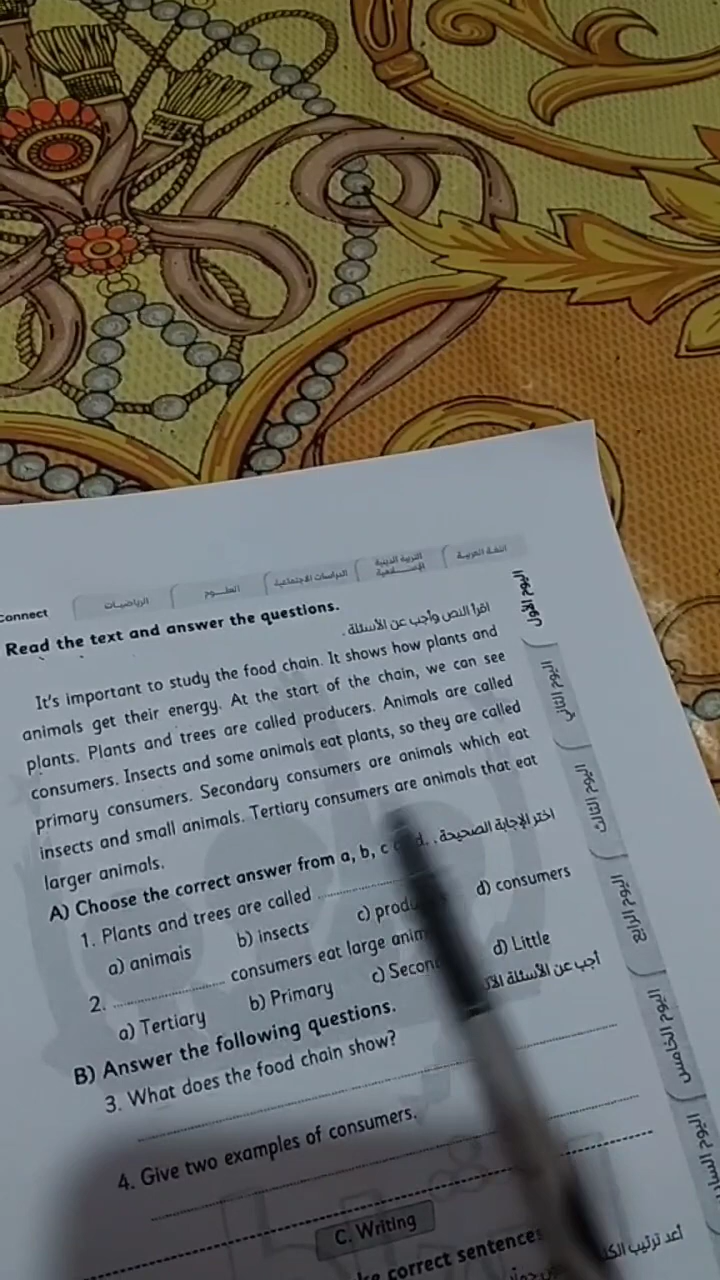 Connect
الرياضيات
العلــوم
الدراسات الاجتماعية
التربية الدينية الإســلامية
اللغة العربية
Read the text and answer the questions.
اقرأ النص وأجب عن الأسئلة.
It's important to study the food chain. It shows how plants and
animals get their energy. At the start of the chain, we can see
plants. Plants and trees are called producers. Animals are called
consumers. Insects and some animals eat plants, so they are called
primary consumers. Secondary consumers are animals which eat
insects and small animals. Tertiary consumers are animals that eat
larger animals.
A) Choose the correct answer from a, b, c d.
اختر الإجابة الصحيحة.
1. Plants and trees are called
a) animals b) insects c) d) consumers
2. consumers eat large
a) Tertiary b) Primary c) d) Little
B) Answer the following questions.
أجب عن الأسئلة
3. What does the food chain show?
4. Give two examples of consumers.
C. Writing
correct sentences
أعد ترتيب
اليوم الأول
اليوم الثاني
اليوم الثالث
اليوم الرابع
اليوم الخامس
اليوم